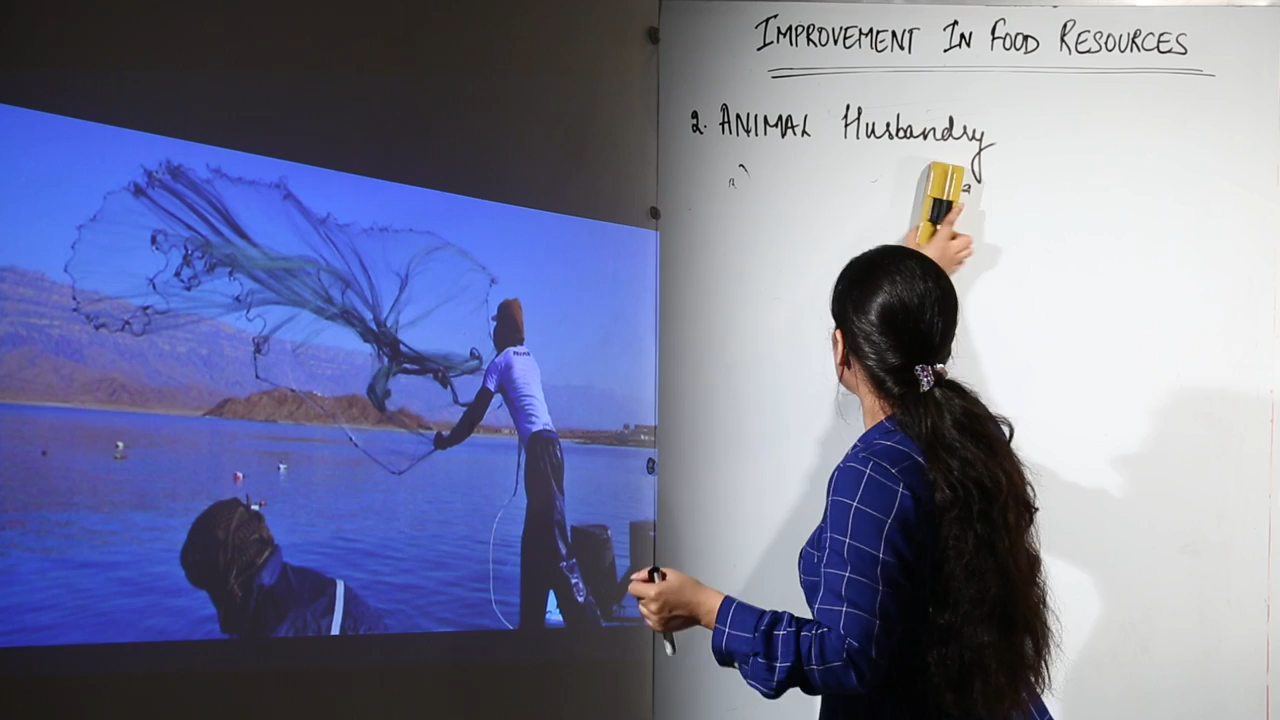 IMPROVEMENT IN FOOD RESOURCES
2. ANIMAL Husbandry